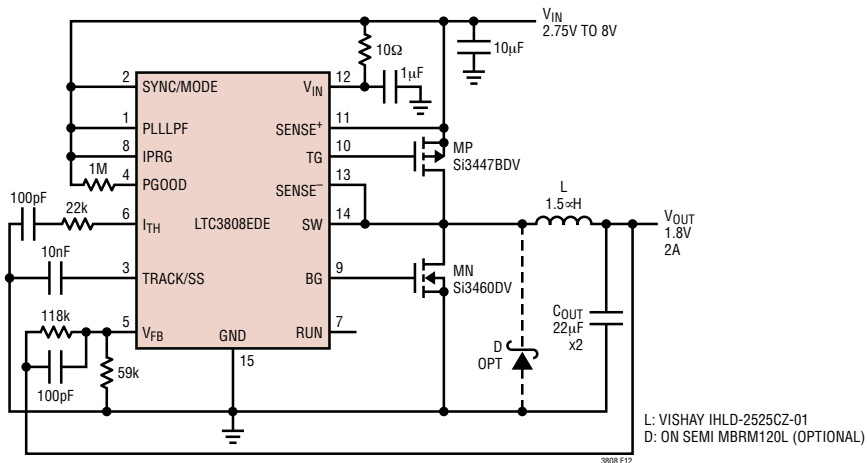 V_IN
2.75V TO 8V
10Ω
10µF
1µF
2
SYNC/MODE
V_IN
12
1
PLLLPF
SENSE+
11
8
IPRG
TG
10
MP
Si3447BDV
1M
4
PGOOD
SENSE−
13
100pF
22k
6
I_TH
LTC3808EDE
SW
14
L
1.5∝H
V_OUT
1.8V
2A
10nF
3
TRACK/SS
BG
9
MN
Si3460DV
118k
5
V_FB
GND
RUN
7
15
59k
100pF
D
OPT
C_OUT
22µF
x2
L: VISHAY IHLD-2525CZ-01
D: ON SEMI MBRM120L (OPTIONAL)
3808 F12